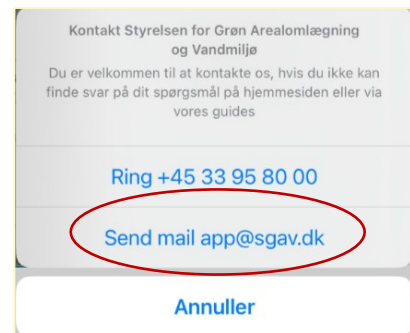 Kontakt Styrelsen for Grøn Arealomlægning
og Vandmiljø
Du er velkommen til at kontakte os, hvis du ikke kan
finde svar på dit spørgsmål på hjemmesiden eller via
vores guides
Ring +45 33 95 80 00
Send mail app@sgav.dk
Annuller